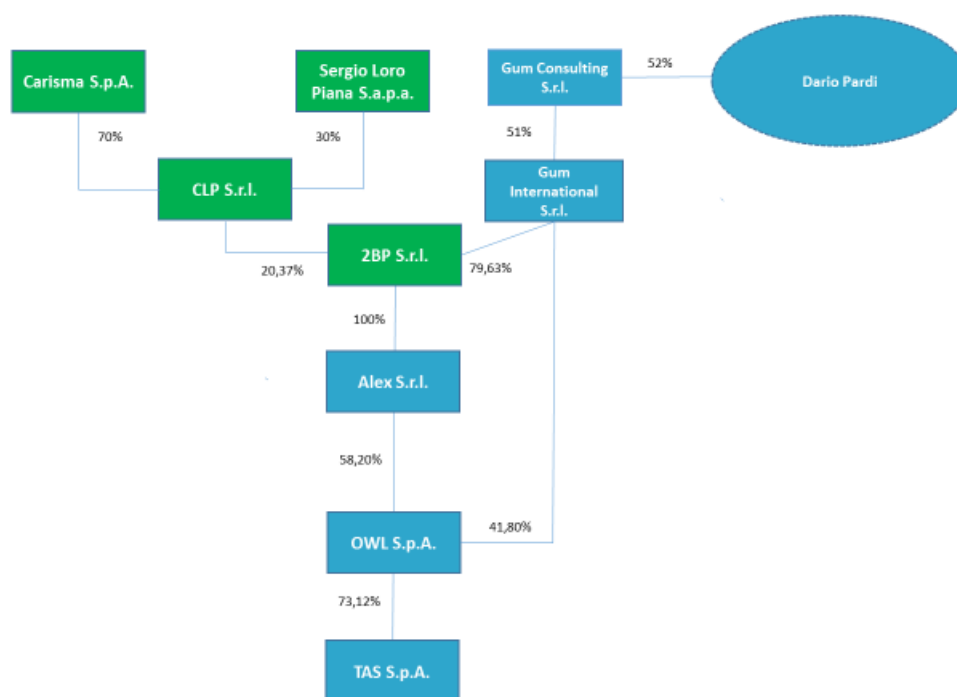 Carisma S.p.A.
Sergio Loro
Piana S.a.p.a.
Gum Consulting
S.r.l.
52%
Dario Pardi
70%
30%
51%
CLP S.r.l.
Gum
International
S.r.l.
2BP S.r.l.
20,37%
79,63%
100%
Alex S.r.l.
58,20%
OWL S.p.A.
41,80%
73,12%
TAS S.p.A.